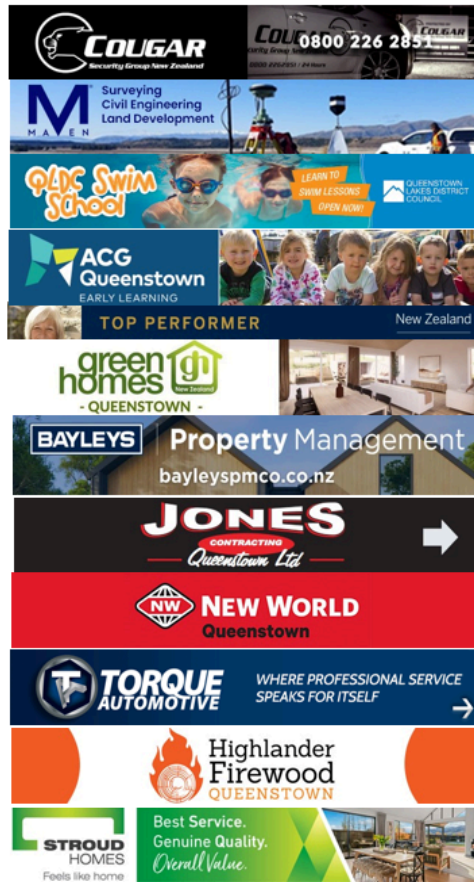 COUGAR
Security Group New Zealand
0800 226 2851
MAVEN
Surveying
Civil Engineering
Land Development
QLDC Swim
School
LEARN TO
SWIM LESSONS
OPEN NOW!
QUEENSTOWN
LAKES DISTRICT
COUNCIL
ACG
Queenstown
EARLY LEARNING
TOP PERFORMER
New Zealand
green
homes
gh
New Zealand
- QUEENSTOWN -
BAYLEYS
Property Management
bayleyspmco.co.nz
JONES
CONTRACTING
Queenstown Ltd
NW
NEW WORLD
Queenstown
TORQUE
AUTOMOTIVE
WHERE PROFESSIONAL SERVICE
SPEAKS FOR ITSELF
Highlander
Firewood
QUEENSTOWN
STROUD
HOMES
Feels like home
Best Service.
Genuine Quality.
Overall Value.